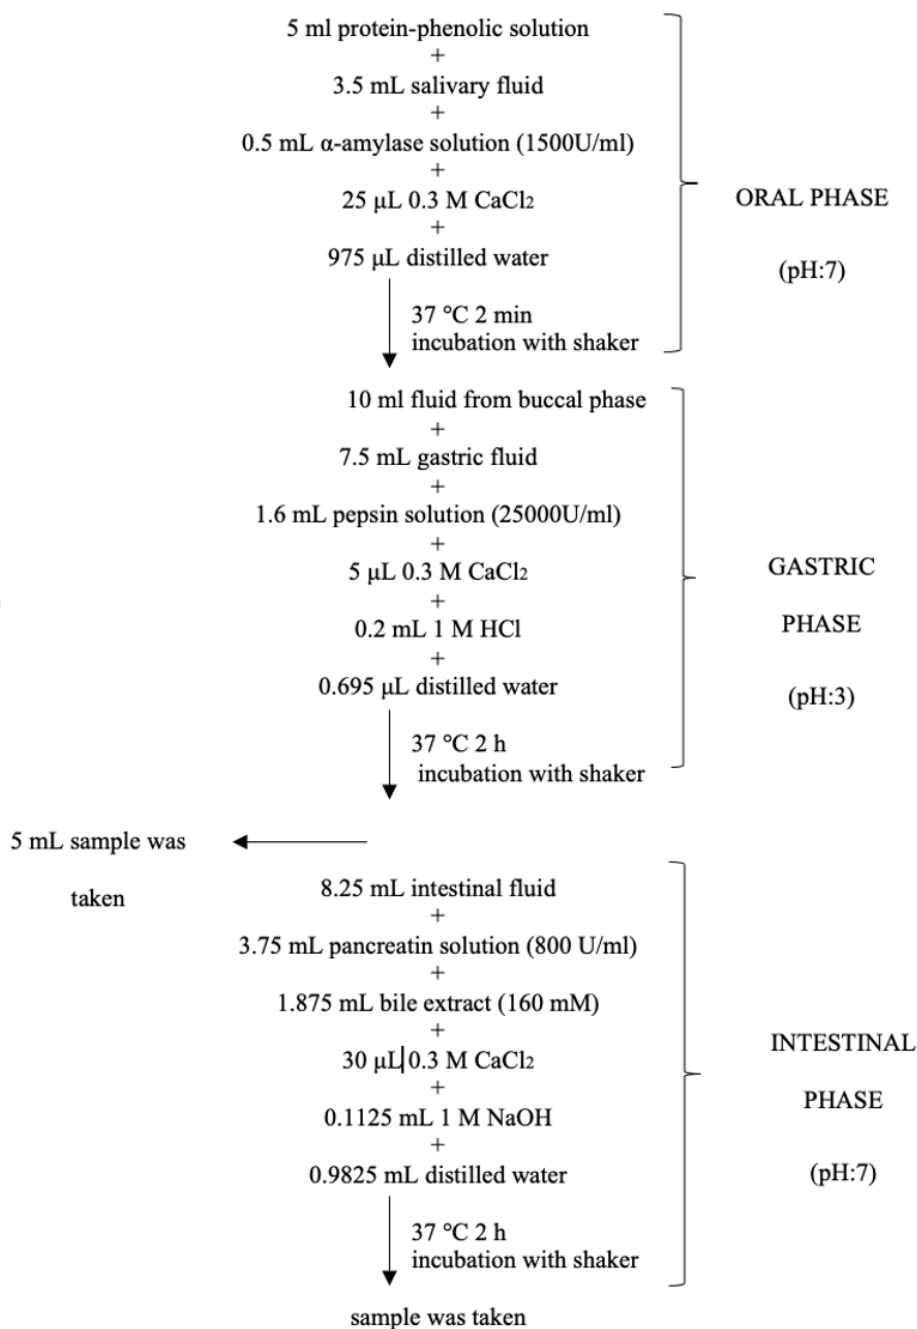 5 ml protein-phenolic solution
+
3.5 mL salivary fluid
+
0.5 mL α-amylase solution (1500U/ml)
+
25 µL 0.3 M CaCl₂
+
975 µL distilled water
37 °C 2 min
incubation with shaker
ORAL PHASE
(pH:7)
10 ml fluid from buccal phase
+
7.5 mL gastric fluid
+
1.6 mL pepsin solution (25000U/ml)
+
5 µL 0.3 M CaCl₂
+
0.2 mL 1 M HCl
+
0.695 µL distilled water
37 °C 2 h
incubation with shaker
GASTRIC
PHASE
(pH:3)
5 mL sample was
taken
8.25 mL intestinal fluid
+
3.75 mL pancreatin solution (800 U/ml)
+
1.875 mL bile extract (160 mM)
+
30 µL 0.3 M CaCl₂
+
0.1125 mL 1 M NaOH
+
0.9825 mL distilled water
37 °C 2 h
incubation with shaker
INTESTINAL
PHASE
(pH:7)
sample was taken